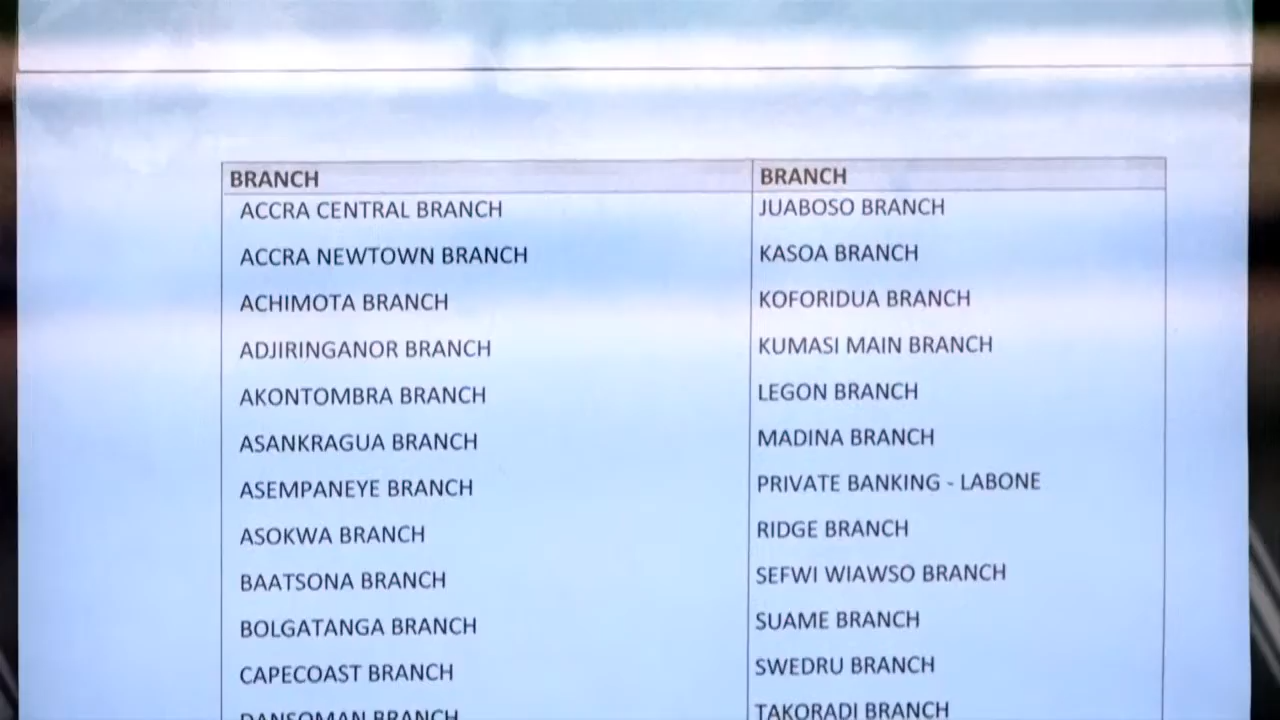 BRANCH BRANCH
ACCRA CENTRAL BRANCH JUABOSO BRANCH
ACCRA NEWTOWN BRANCH KASOA BRANCH
ACHIMOTA BRANCH KOFORIDUA BRANCH
ADJIRINGANOR BRANCH KUMASI MAIN BRANCH
AKONTOMBRA BRANCH LEGON BRANCH
ASANKRAGUA BRANCH MADINA BRANCH
ASEMPANEYE BRANCH PRIVATE BANKING - LABONE
ASOKWA BRANCH RIDGE BRANCH
BAATSONA BRANCH SEFWI WIAWSO BRANCH
BOLGATANGA BRANCH SUAME BRANCH
CAPECOAST BRANCH SWEDRU BRANCH
DANSOMAN BRANCH TAKORADI BRANCH